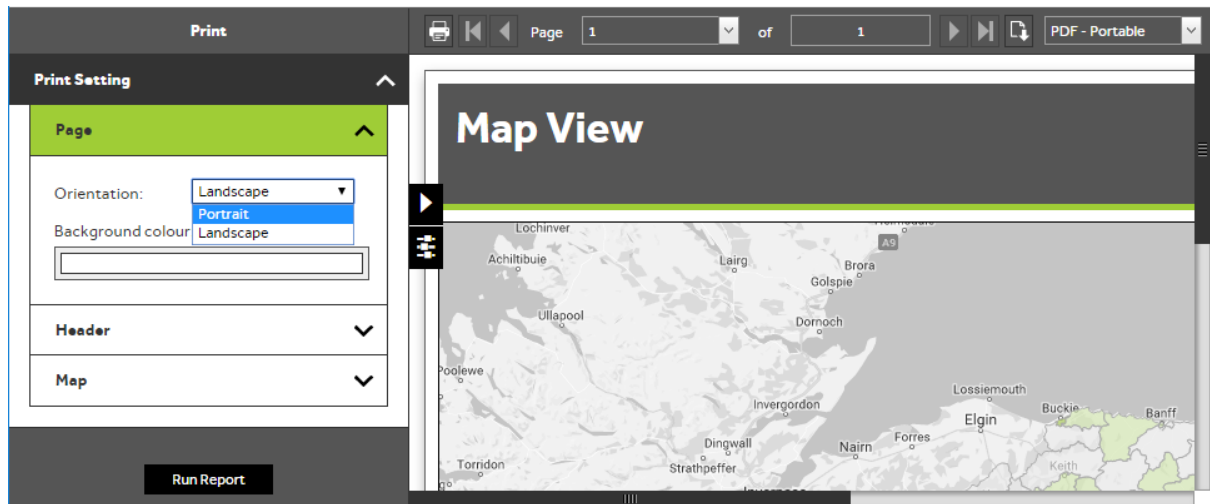 Print
Page 1 of 1 PDF - Portable
Print Setting
Page
Orientation: Landscape
Portrait
Landscape
Background colour
Header
Map
Run Report
Map View
Lochinver
A9
Achiltibuie
Lairg
Brora
Golspie
Ullapool
Dornoch
Poolewe
Lossiemouth
Invergordon
Elgin
Buckie
Banff
Dingwall
Nairn
Forres
Torridon
Strathpeffer
Keith